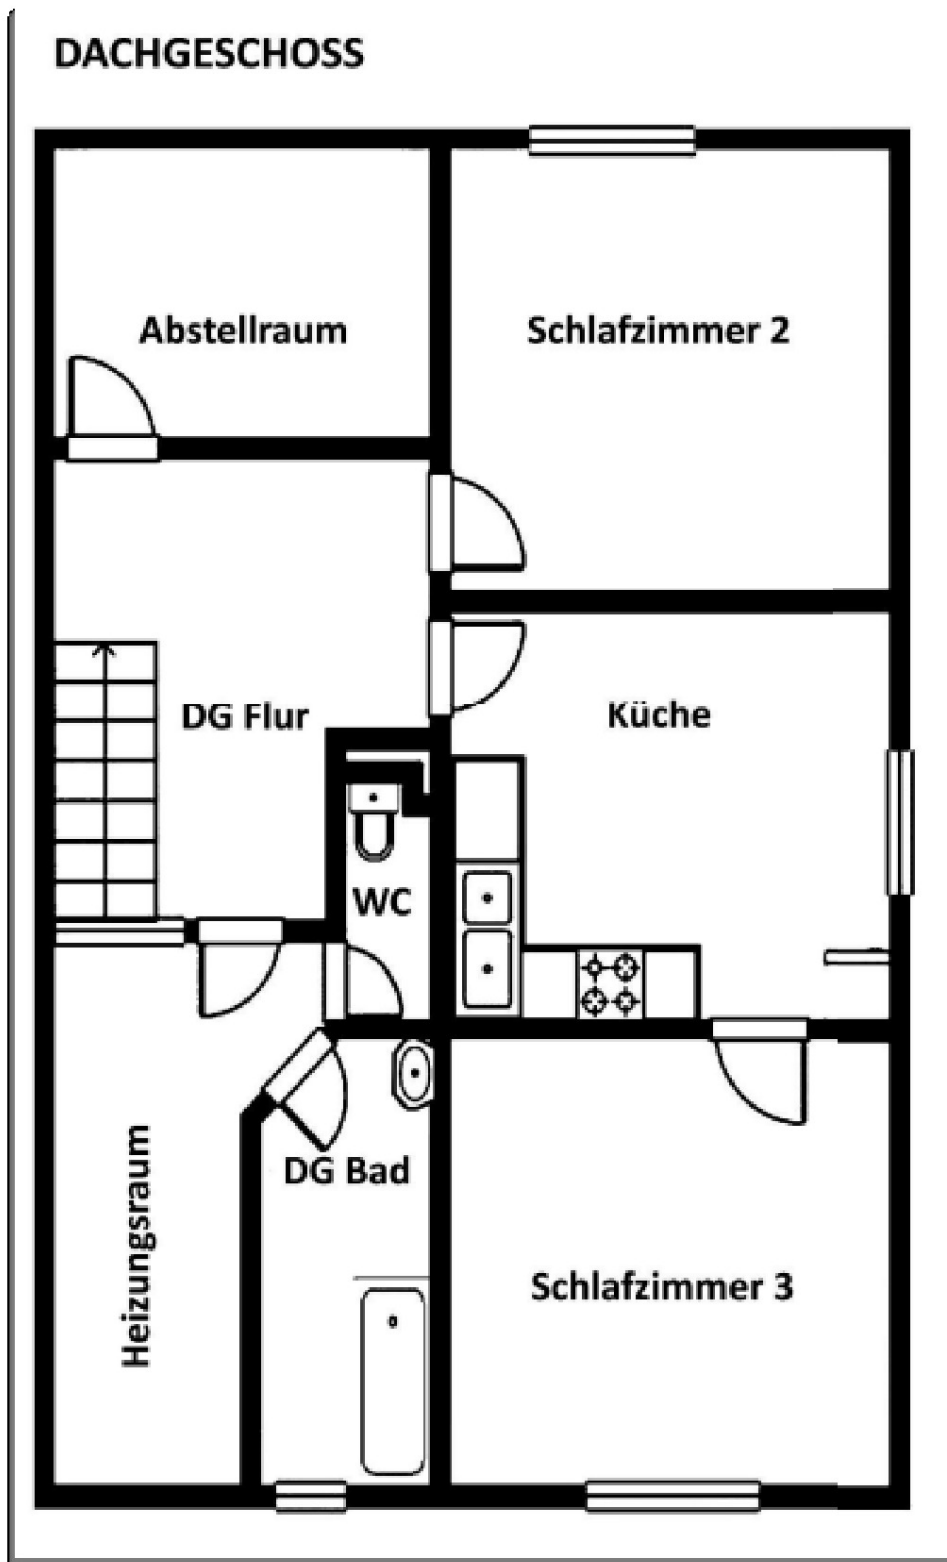 DACHGESCHOSS
Abstellraum
Schlafzimmer 2
DG Flur
Küche
WC
DG Bad
Heizungsraum
Schlafzimmer 3